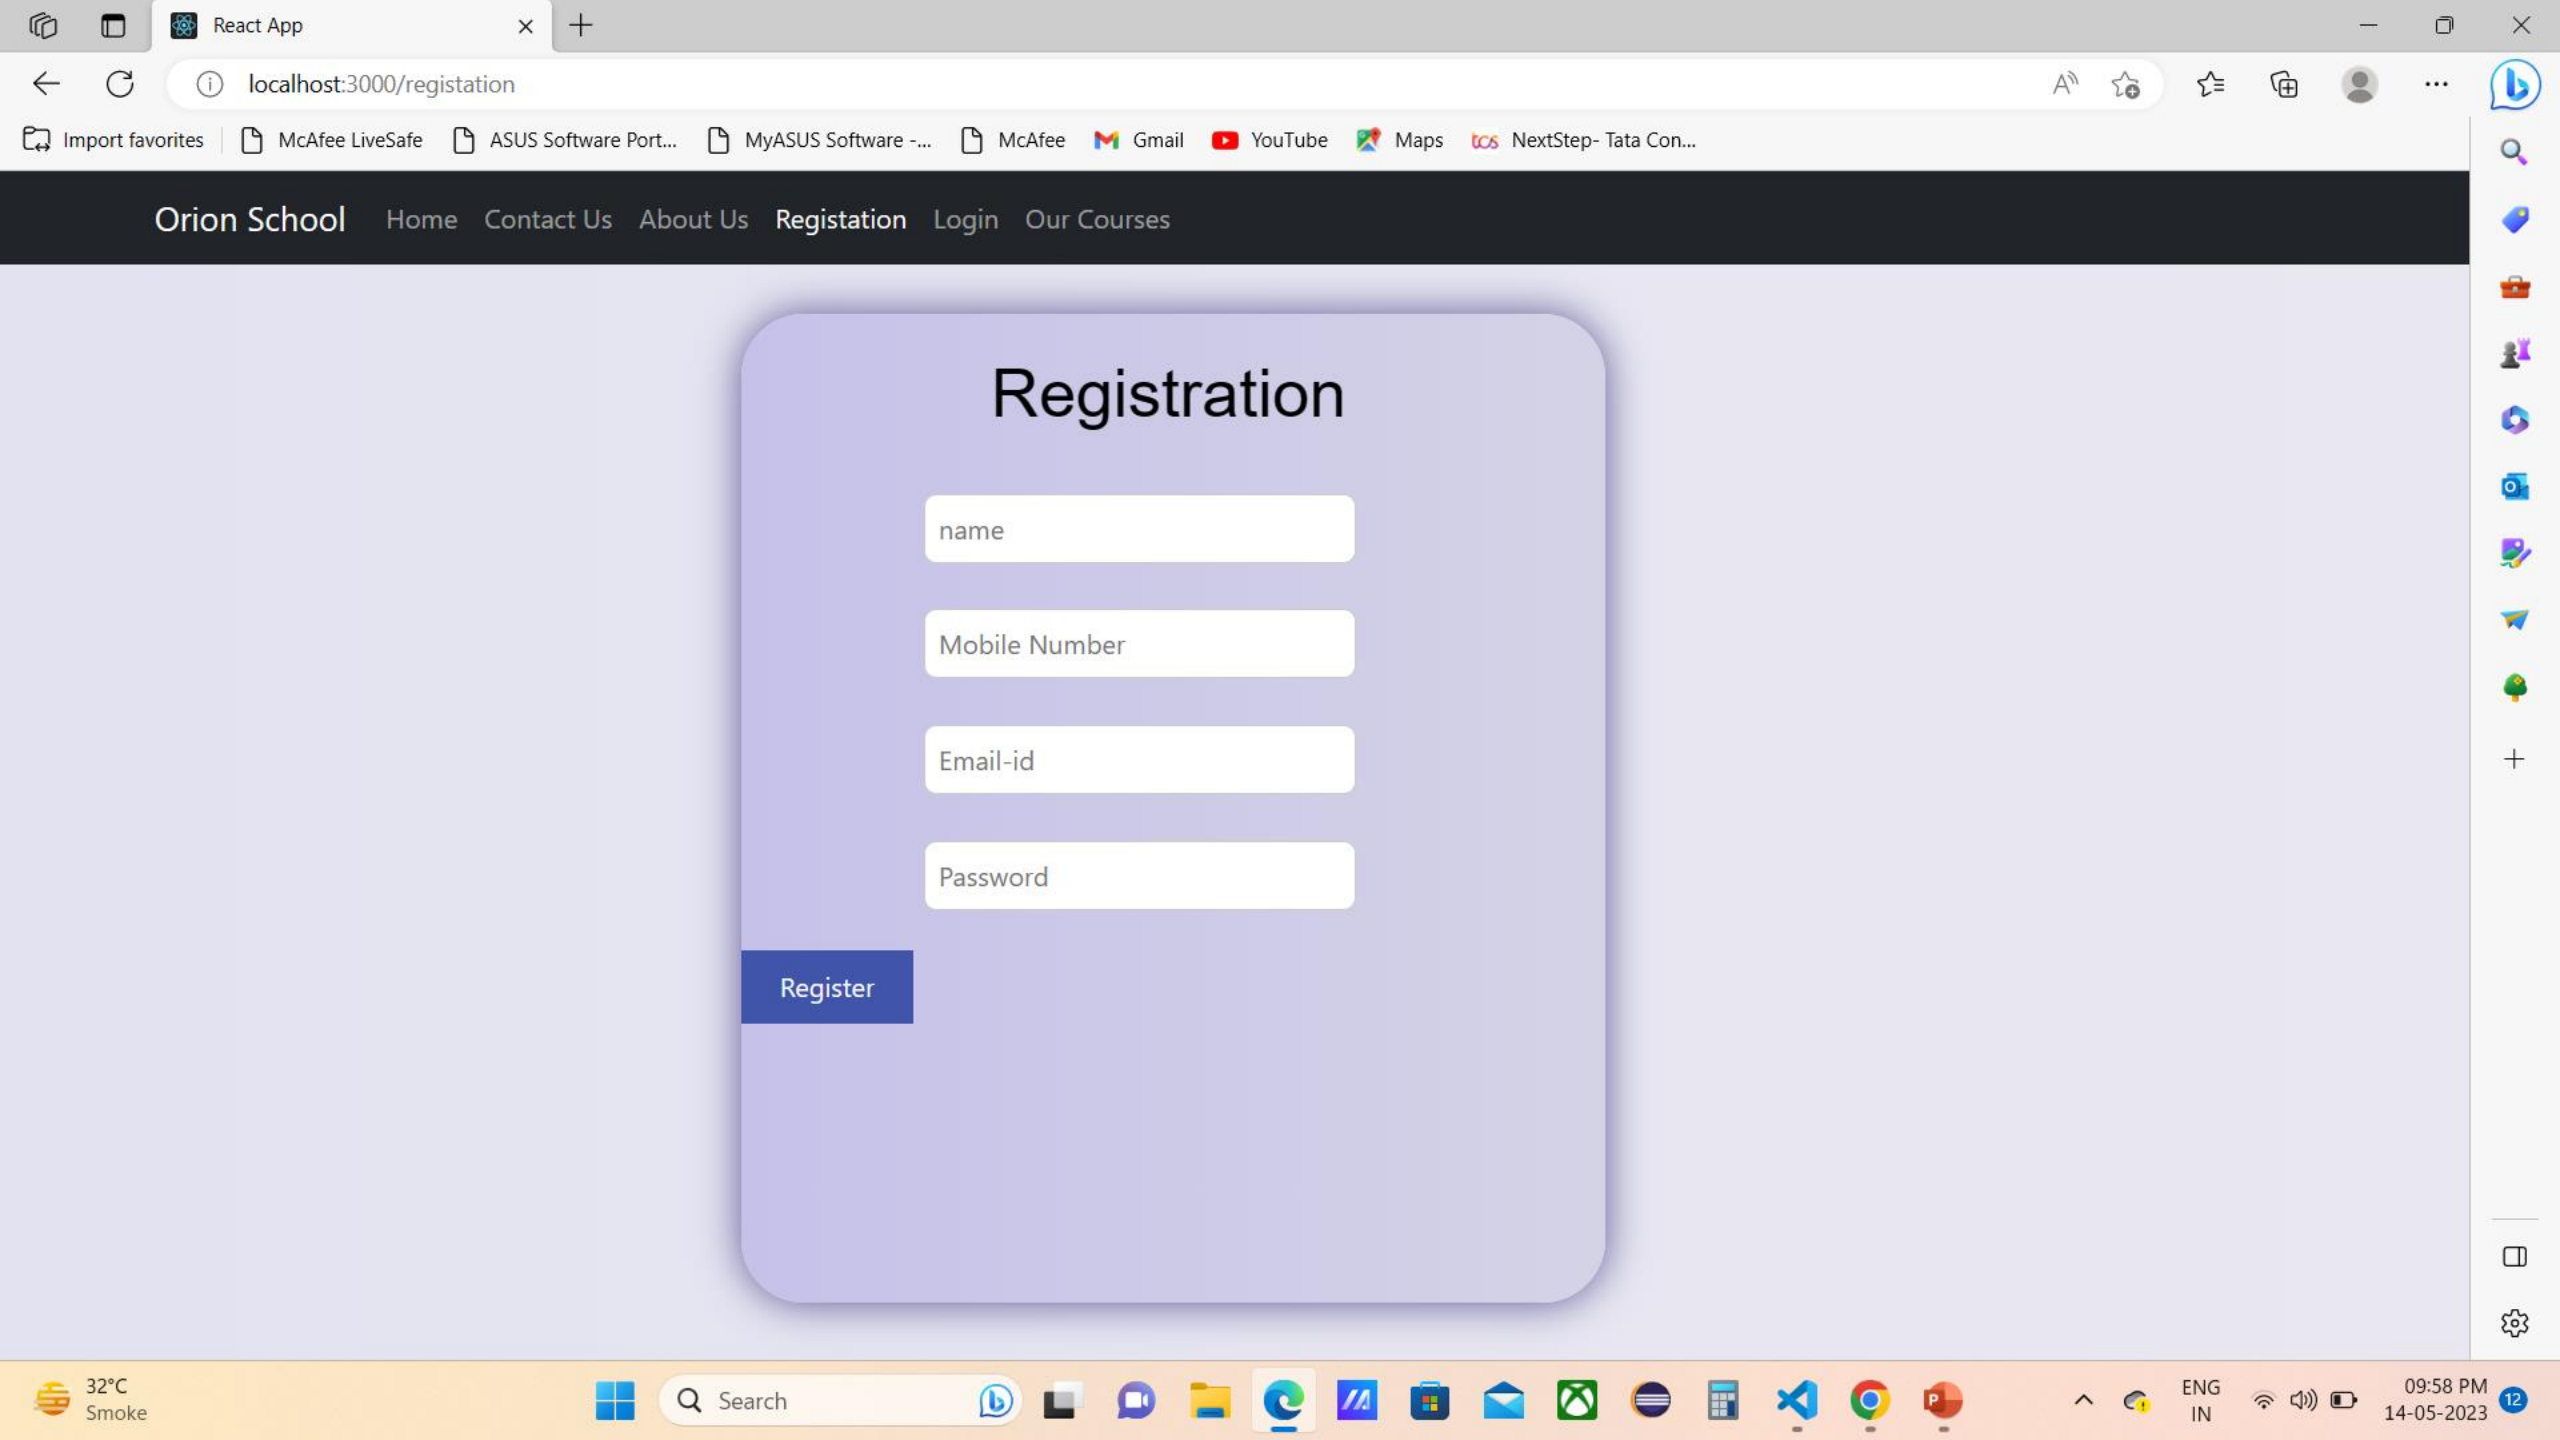 React App
localhost:3000/registation
Import favorites McAfee LiveSafe ASUS Software Port... MyASUS Software -... McAfee Gmail YouTube Maps tcs NextStep- Tata Con...
Orion School Home Contact Us About Us Registation Login Our Courses
Registration
name
Mobile Number
Email-id
Password
Register
32°C
Smoke
Search
ENG
IN
09:58 PM
14-05-2023
12